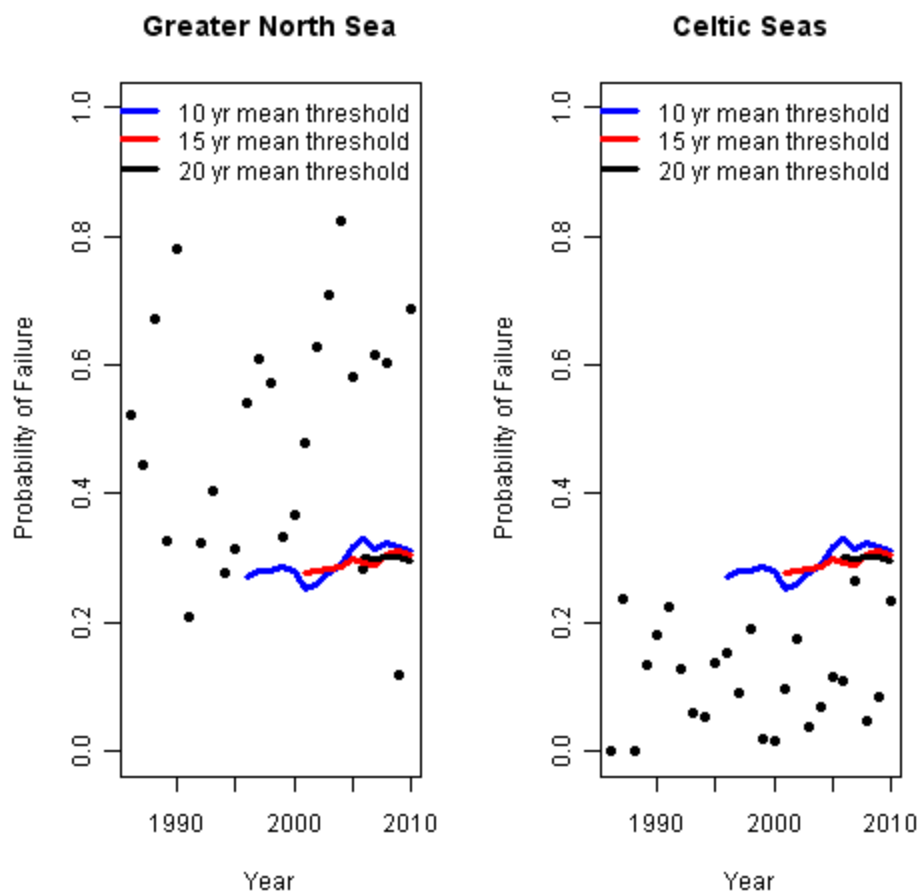 Greater North Sea
10 yr mean threshold
15 yr mean threshold
20 yr mean threshold
1.0
0.8
0.6
0.4
0.2
0.0
Probability of Failure
1990
2000
2010
Year
Celtic Seas
10 yr mean threshold
15 yr mean threshold
20 yr mean threshold
1.0
0.8
0.6
0.4
0.2
0.0
Probability of Failure
1990
2000
2010
Year